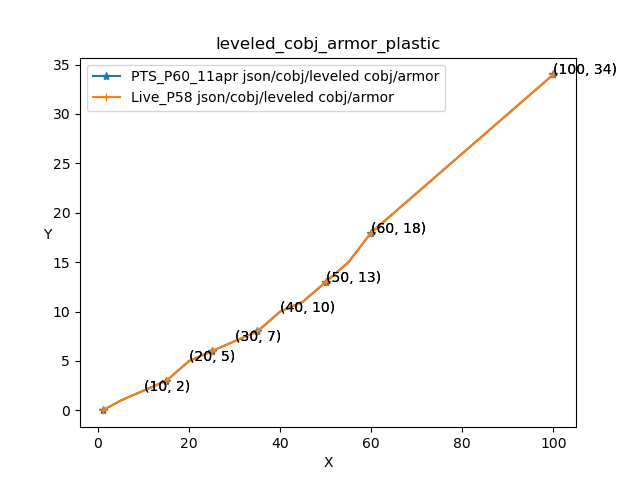 leveled_cobj_armor_plastic
PTS_P60_11apr json/cobj/leveled cobj/armor
Live_P58 json/cobj/leveled cobj/armor
(100, 34)
(60, 18)
(50, 13)
(40, 10)
(30, 7)
(20, 5)
(10, 2)
Y
35
30
25
20
15
10
5
0
0 20 40 60 80 100
X